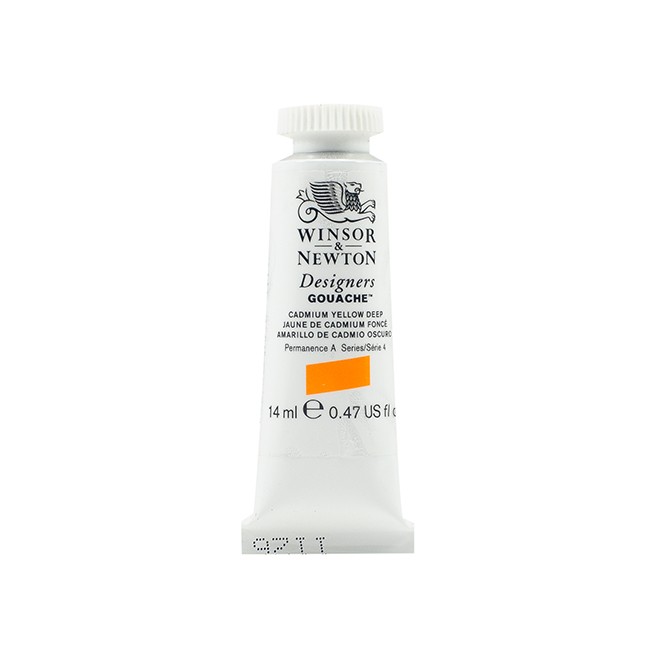 WINSOR
&
NEWTON
Designers
GOUACHE™
CADMIUM YELLOW DEEP
JAUNE DE CADMIUM FONCÉ
AMARILLO DE CADMIO OSCURO
Permanence A Series/Série 4
14 ml ℮ 0.47 US fl